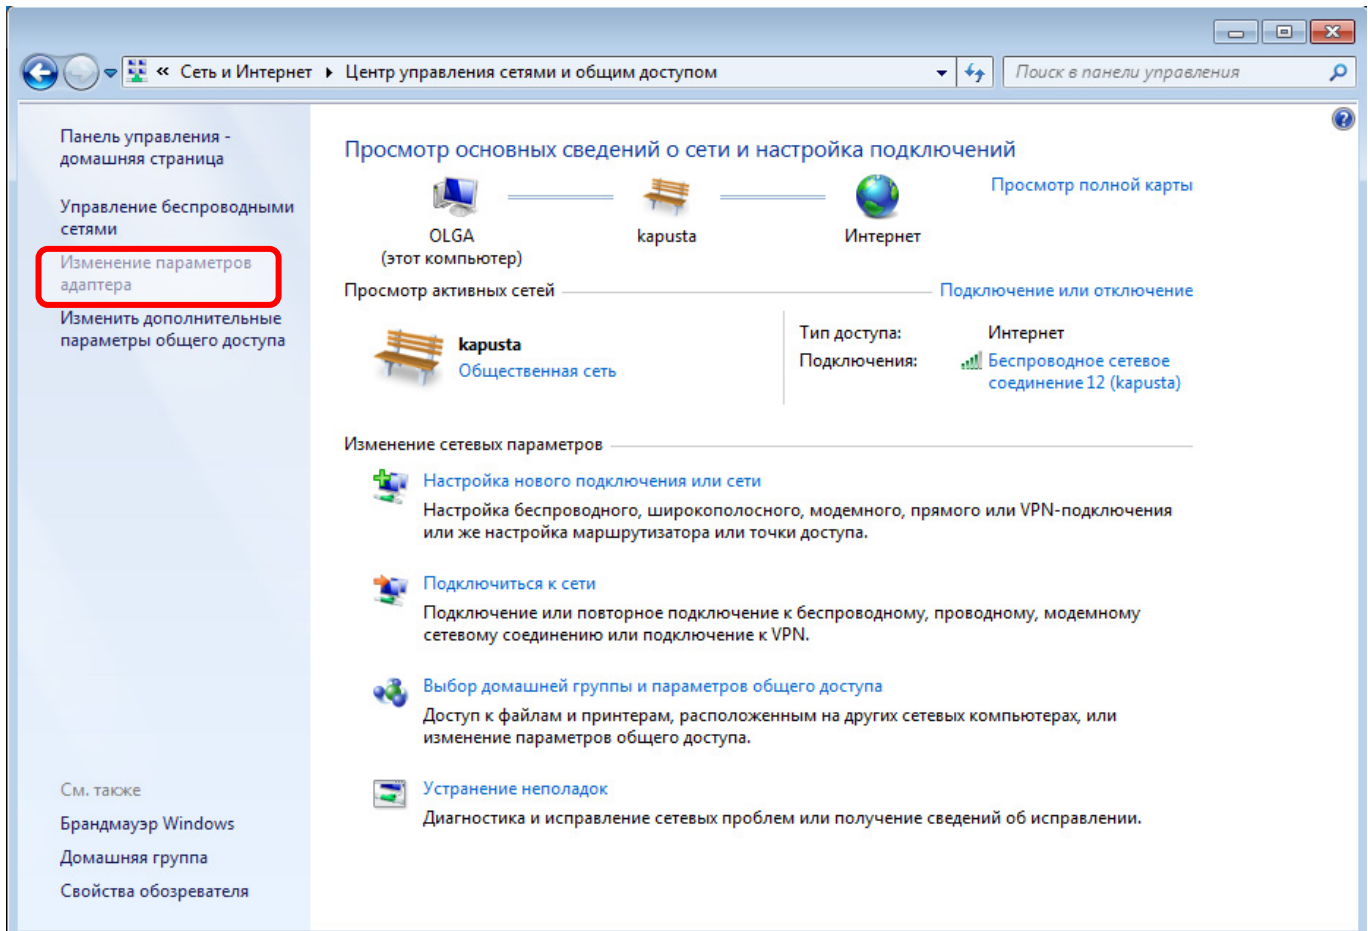 « Сеть и Интернет ▸ Центр управления сетями и общим доступом
Поиск в панели управления
Панель управления -
домашняя страница
Управление беспроводными
сетями
Изменение параметров
адаптера
Изменить дополнительные
параметры общего доступа
См. также
Брандмауэр Windows
Домашняя группа
Свойства обозревателя
Просмотр основных сведений о сети и настройка подключений
Просмотр полной карты
OLGA
(этот компьютер)
kapusta
Интернет
Просмотр активных сетей
Подключение или отключение
kapusta
Общественная сеть
Тип доступа: Интернет
Подключения: Беспроводное сетевое
соединение 12 (kapusta)
Изменение сетевых параметров
Настройка нового подключения или сети
Настройка беспроводного, широкополосного, модемного, прямого или VPN-подключения
или же настройка маршрутизатора или точки доступа.
Подключиться к сети
Подключение или повторное подключение к беспроводному, проводному, модемному
сетевому соединению или подключение к VPN.
Выбор домашней группы и параметров общего доступа
Доступ к файлам и принтерам, расположенным на других сетевых компьютерах, или
изменение параметров общего доступа.
Устранение неполадок
Диагностика и исправление сетевых проблем или получение сведений об исправлении.